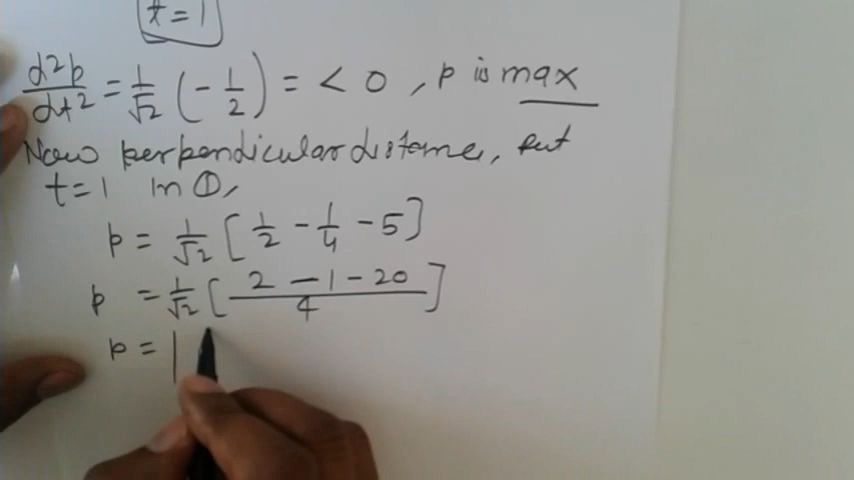 t = 1
d²p/dt² = 1/√2 (-1/2) = < 0 , p is max
Now perpendicular distance, put
t=1 in ①,
p = 1/√2 [1/2 - 1/4 - 5]
p = 1/√2 [(2 - 1 - 20)/4]
p = |